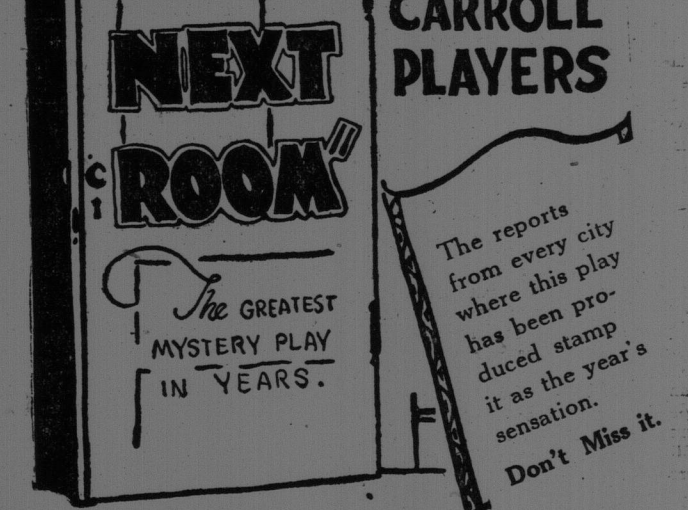 NEXT
ROOM"
The GREATEST
MYSTERY PLAY
IN YEARS.
CARROLL
PLAYERS
The reports
from every city
where this play
has been pro-
duced stamp
it as the year's
sensation.
Don't Miss it.